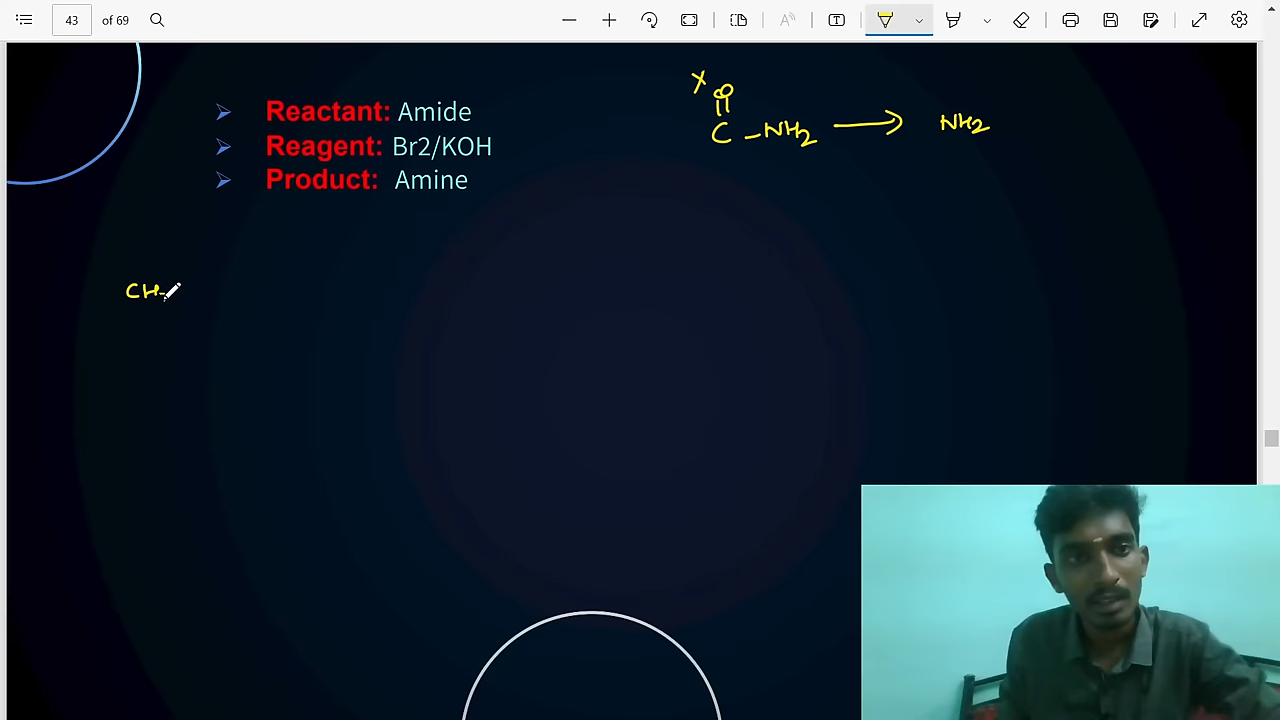 43 of 69
Reactant: Amide
Reagent: Br2/KOH
Product: Amine
X O
C - NH2 → NH2
CH